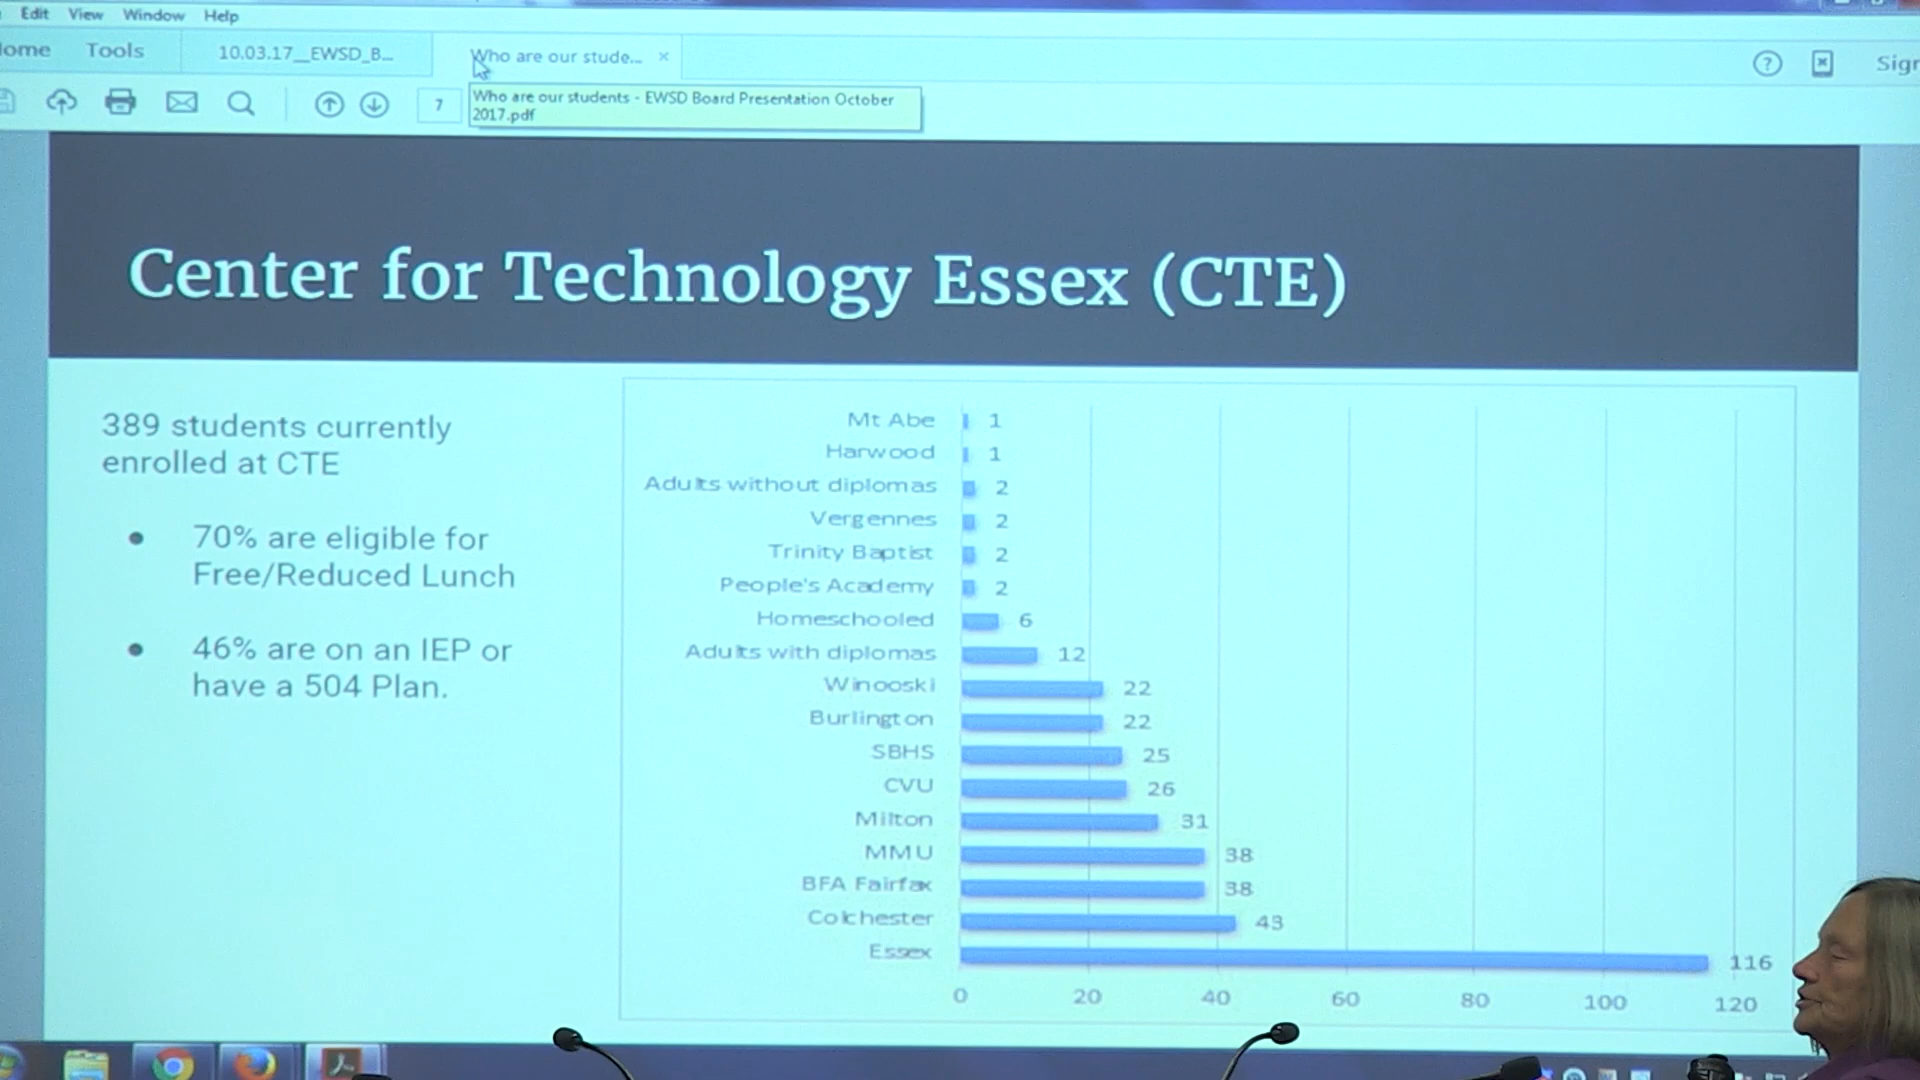 Edit View Window Help
ome Tools 10.03.17__EWSD_B... Who are our stude... × Sign
7
Who are our students - EWSD Board Presentation October
2017.pdf
Center for Technology Essex (CTE)
389 students currently
enrolled at CTE
• 70% are eligible for
Free/Reduced Lunch
• 46% are on an IEP or
have a 504 Plan.
Mt Abe 1
Harwood 1
Adults without diplomas 2
Vergennes 2
Trinity Baptist 2
People's Academy 2
Homeschooled 6
Adults with diplomas 12
Winooski 22
Burlington 22
SBHS 25
CVU 26
Milton 31
MMU 38
BFA Fairfax 38
Colchester 43
Essex 116
0 20 40 60 80 100 120